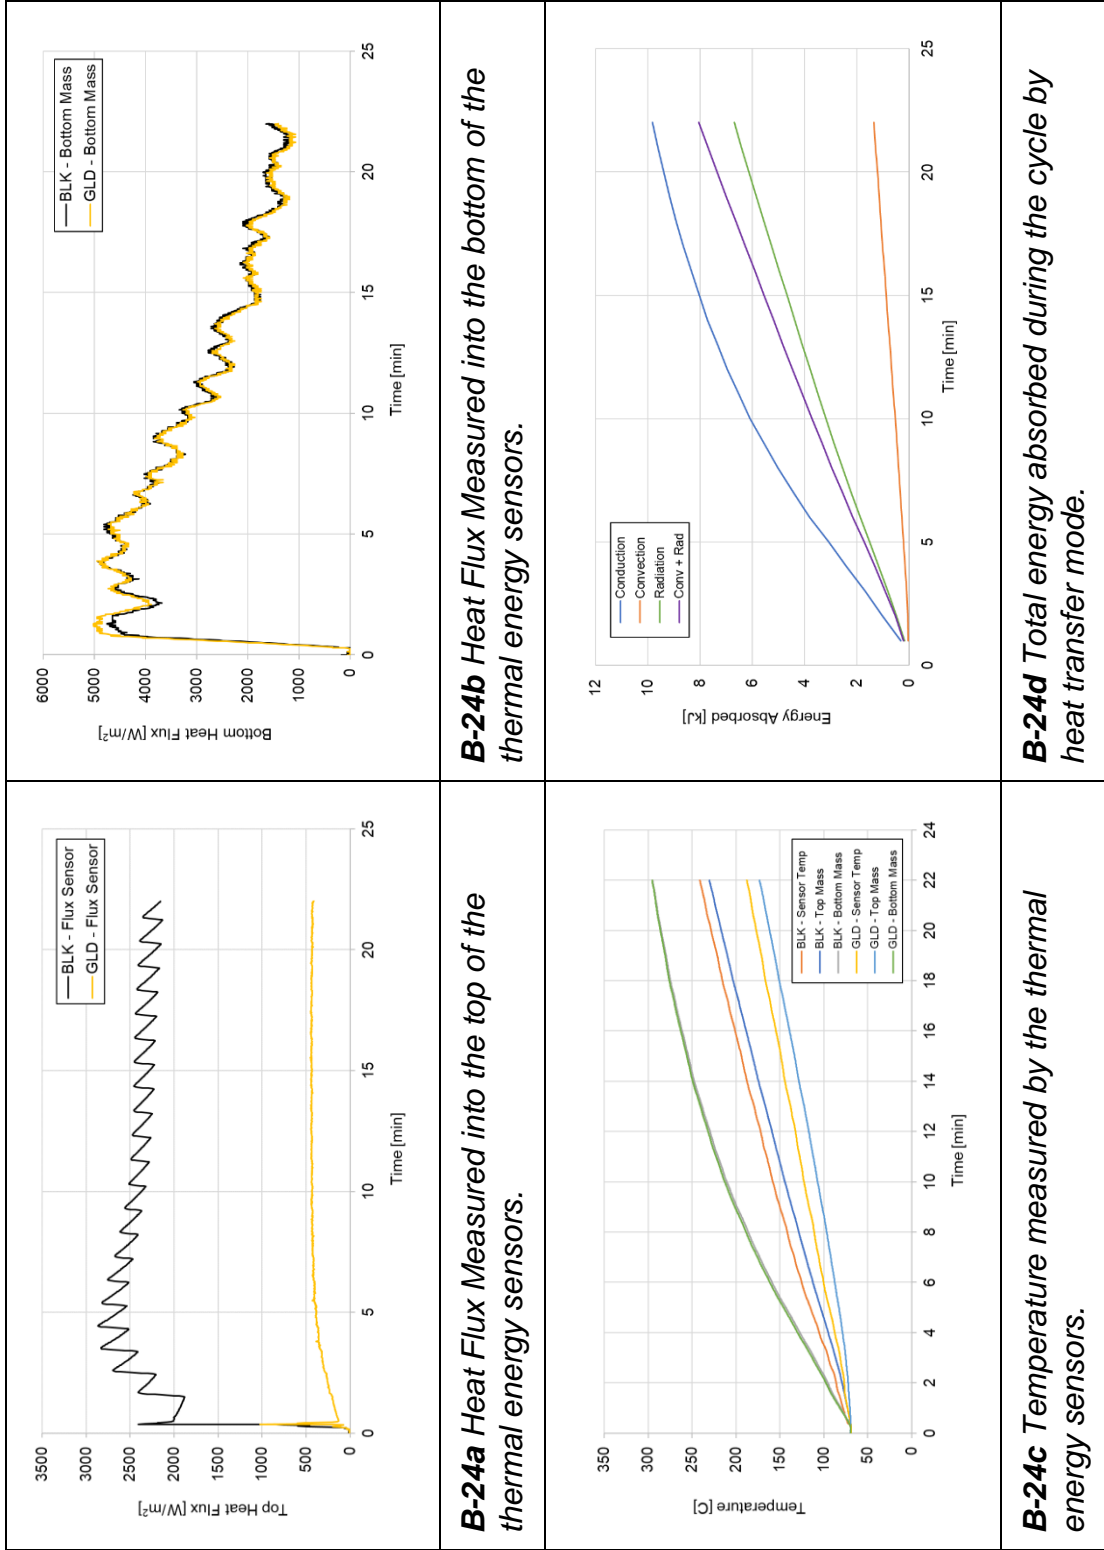 3500
3000
2500
2000
1500
1000
500
0
Top Heat Flux [W/m²]
0
5
10
15
20
25
Time [min]
BLK - Flux Sensor
GLD - Flux Sensor
6000
5000
4000
3000
2000
1000
0
Bottom Heat Flux [W/m²]
0
5
10
15
20
25
Time [min]
BLK - Bottom Mass
GLD - Bottom Mass
B-24a Heat Flux Measured into the top of the
thermal energy sensors.
B-24b Heat Flux Measured into the bottom of the
thermal energy sensors.
350
300
250
200
150
100
50
0
Temperature [C]
0
2
4
6
8
10
12
14
16
18
20
22
24
Time [min]
BLK - Sensor Temp
BLK - Top Mass
BLK - Bottom Mass
GLD - Sensor Temp
GLD - Top Mass
GLD - Bottom Mass
12
10
8
6
4
2
0
Energy Absorbed [kJ]
0
5
10
15
20
25
Time [min]
Conduction
Convection
Radiation
Conv + Rad
B-24c Temperature measured by the thermal
energy sensors.
B-24d Total energy absorbed during the cycle by
heat transfer mode.